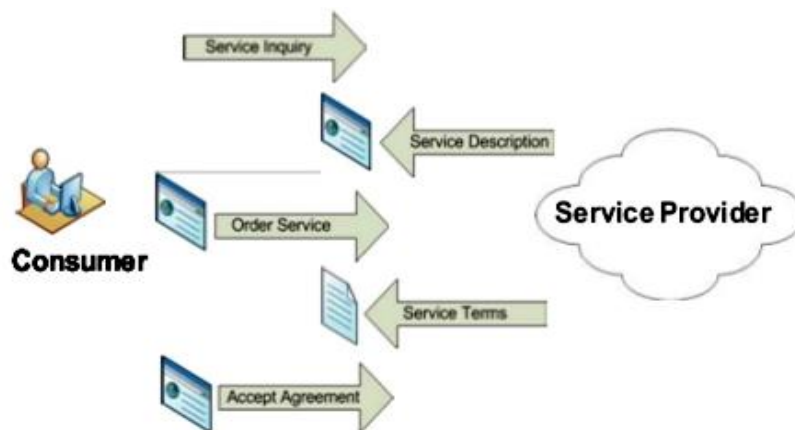 Service Inquiry
Service Description
Order Service
Service Provider
Consumer
Service Terms
Accept Agreement